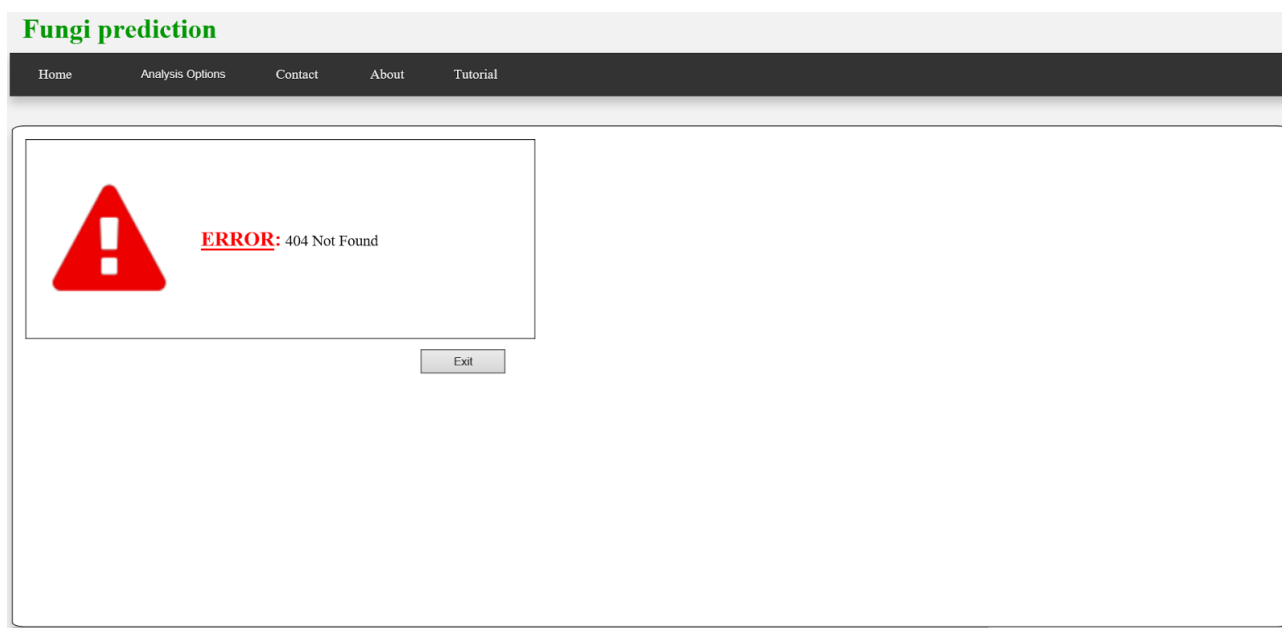 Fungi prediction
Home Analysis Options Contact About Tutorial
ERROR: 404 Not Found
Exit